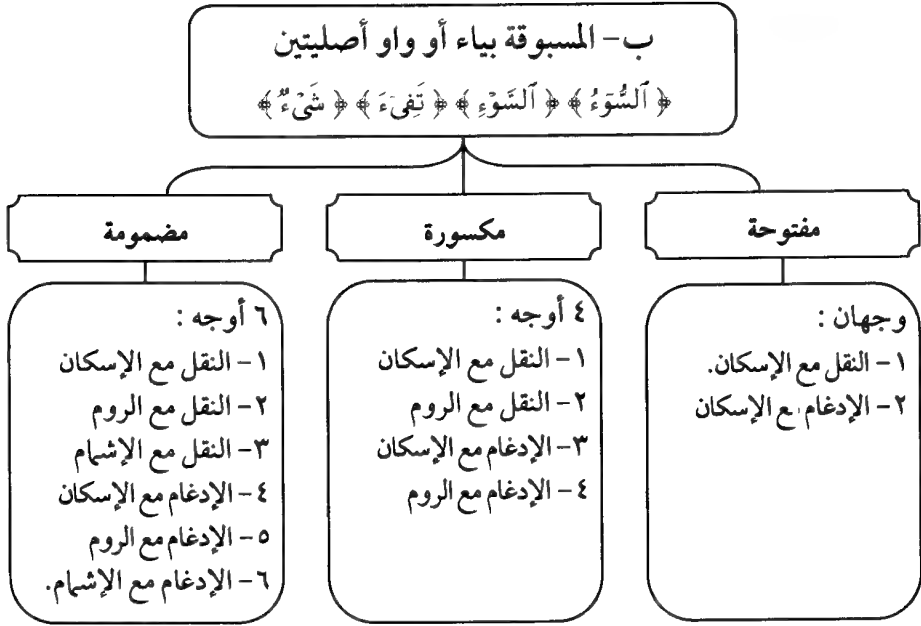 ب- المسبوقة بياء أو واو أصليتين
﴿ ٱلسُّوٓءُ ﴾ ﴿ ٱلسَّوْءِ ﴾ ﴿ تَفِىٓءَ ﴾ ﴿ شَىْءٌ ﴾
مفتوحة
مكسورة
مضمومة
وجهان :
١- النقل مع الإسكان.
٢- الإدغام مع الإسكان
٤ أوجه :
١- النقل مع الإسكان
٢- النقل مع الروم
٣- الإدغام مع الإسكان
٤- الإدغام مع الروم
٦ أوجه :
١- النقل مع الإسكان
٢- النقل مع الروم
٣- النقل مع الإشمام
٤- الإدغام مع الإسكان
٥- الإدغام مع الروم
٦- الإدغام مع الإشمام.